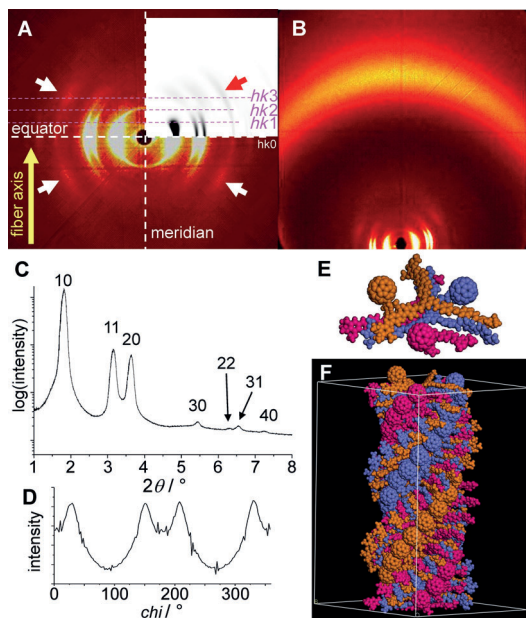 A
B
hk3
hk2
hk1
equator
hk0
fiber axis
meridian
C
10
11
20
22
31
30
40
log(intensity)
1 2 3 4 5 6 7 8
2θ / °
D
intensity
0 100 200 300
chi / °
E
F